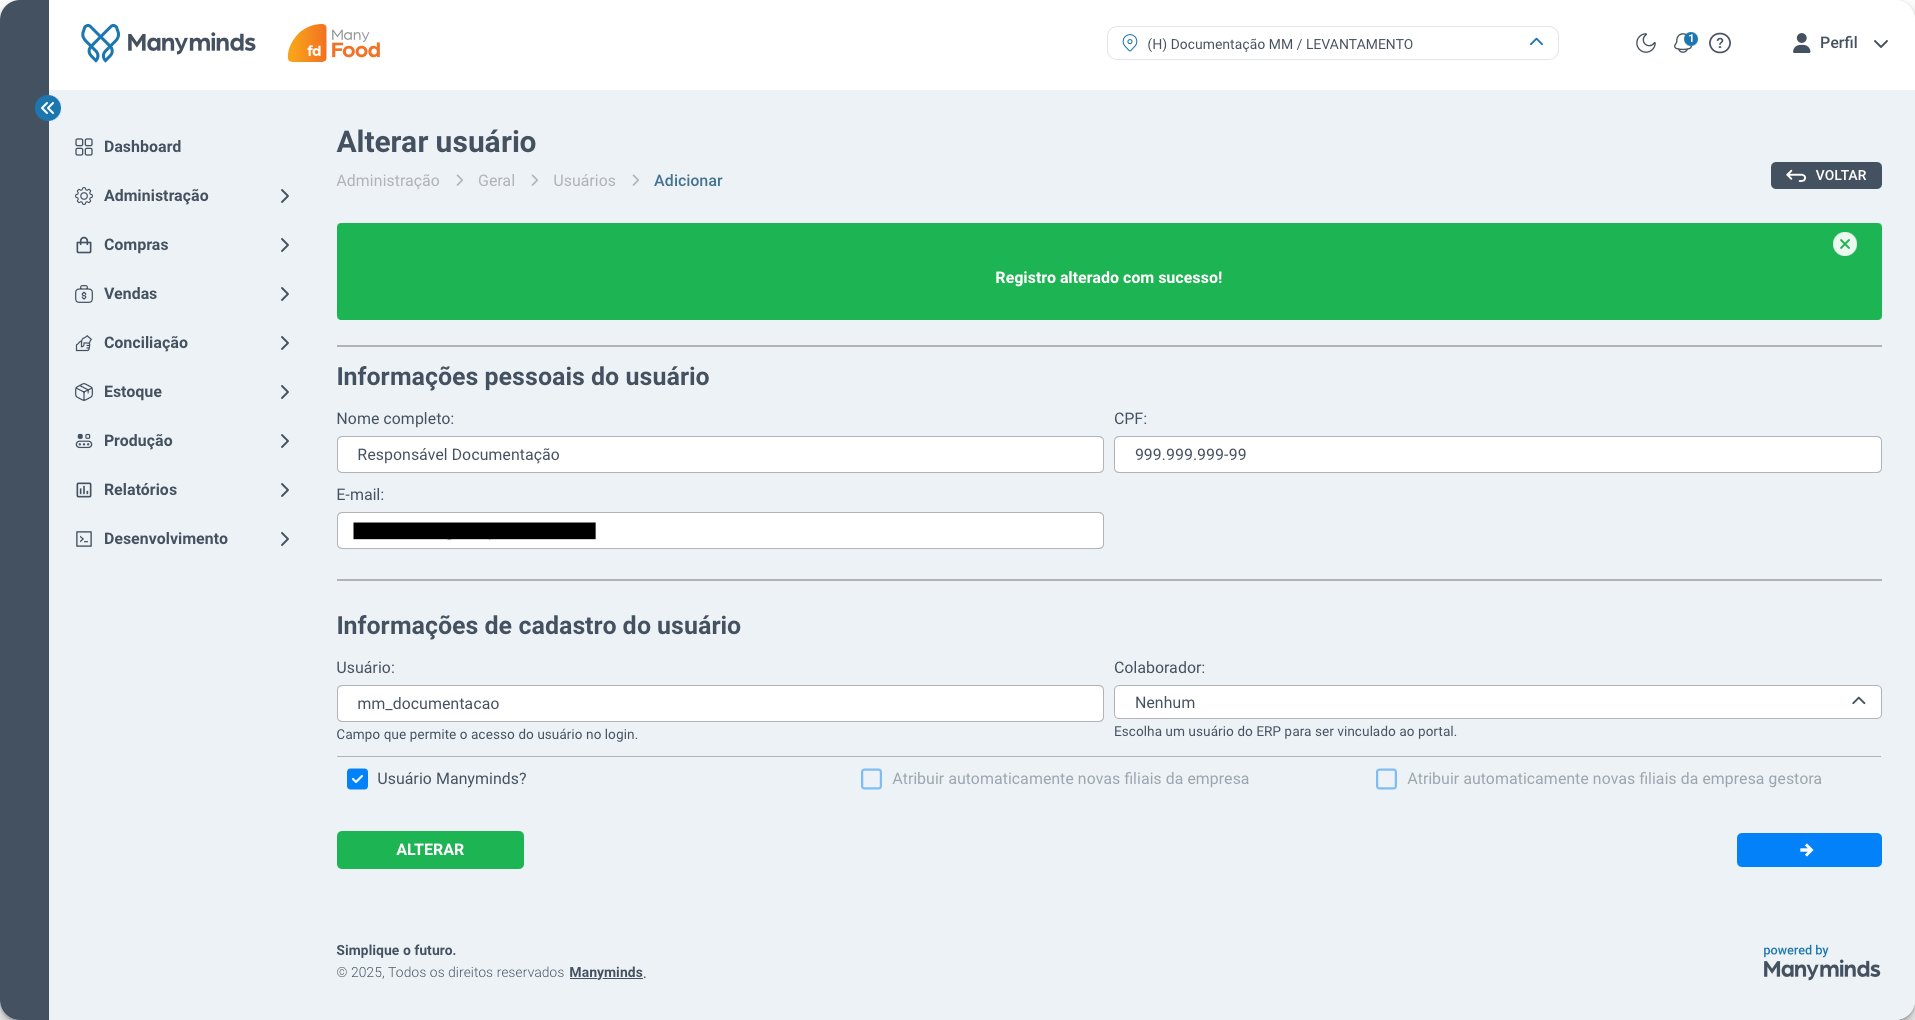 Manyminds
fd Many Food
(H) Documentação MM / LEVANTAMENTO
1
Perfil
Dashboard
Administração
Compras
Vendas
Conciliação
Estoque
Produção
Relatórios
Desenvolvimento
Alterar usuário
Administração > Geral > Usuários > Adicionar
VOLTAR
Registro alterado com sucesso!
Informações pessoais do usuário
Nome completo:
CPF:
Responsável Documentação
999.999.999-99
E-mail:
Informações de cadastro do usuário
Usuário:
Colaborador:
mm_documentacao
Nenhum
Campo que permite o acesso do usuário no login.
Escolha um usuário do ERP para ser vinculado ao portal.
Usuário Manyminds?
Atribuir automaticamente novas filiais da empresa
Atribuir automaticamente novas filiais da empresa gestora
ALTERAR
Simplique o futuro.
© 2025, Todos os direitos reservados Manyminds.
powered by
Manyminds